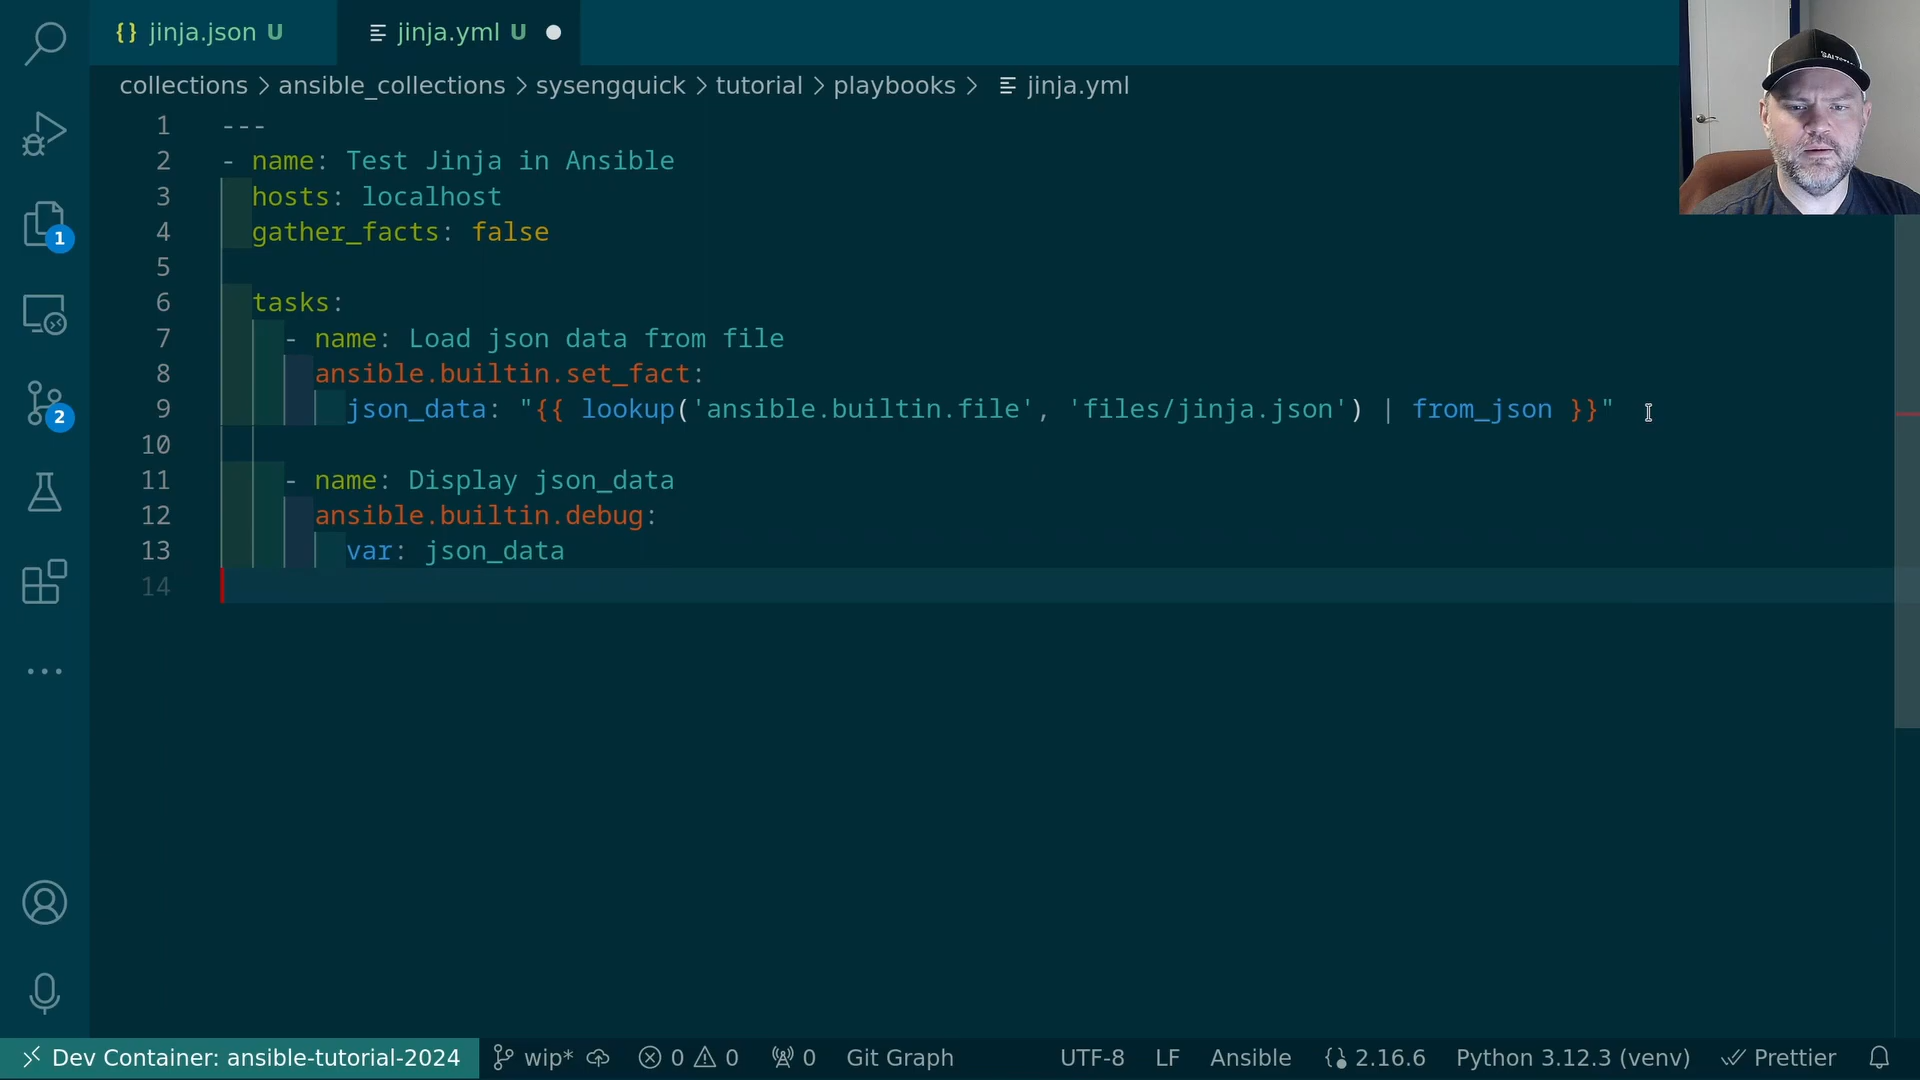 jinja.json U
jinja.yml U
collections > ansible_collections > sysengquick > tutorial > playbooks > jinja.yml
1 ---
2 - name: Test Jinja in Ansible
3 hosts: localhost
4 gather_facts: false
5
6 tasks:
7 - name: Load json data from file
8 ansible.builtin.set_fact:
9 json_data: "{{ lookup('ansible.builtin.file', 'files/jinja.json') | from_json }}"
10
11 - name: Display json_data
12 ansible.builtin.debug:
13 var: json_data
14
1
2
Dev Container: ansible-tutorial-2024 wip* 0 0 0 Git Graph UTF-8 LF Ansible 2.16.6 Python 3.12.3 (venv) Prettier